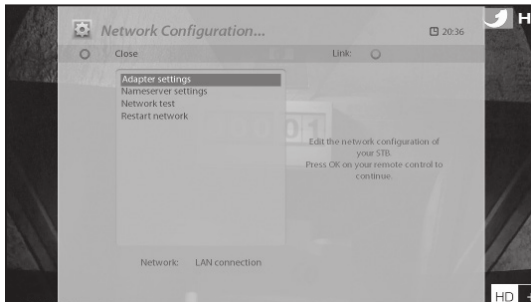 Network Configuration...
20:36
H
Close
Link:
Adapter settings
Nameserver settings
Network test
Restart network
Edit the network configuration of
your STB.
Press OK on your remote control to
continue.
Network: LAN connection
HD